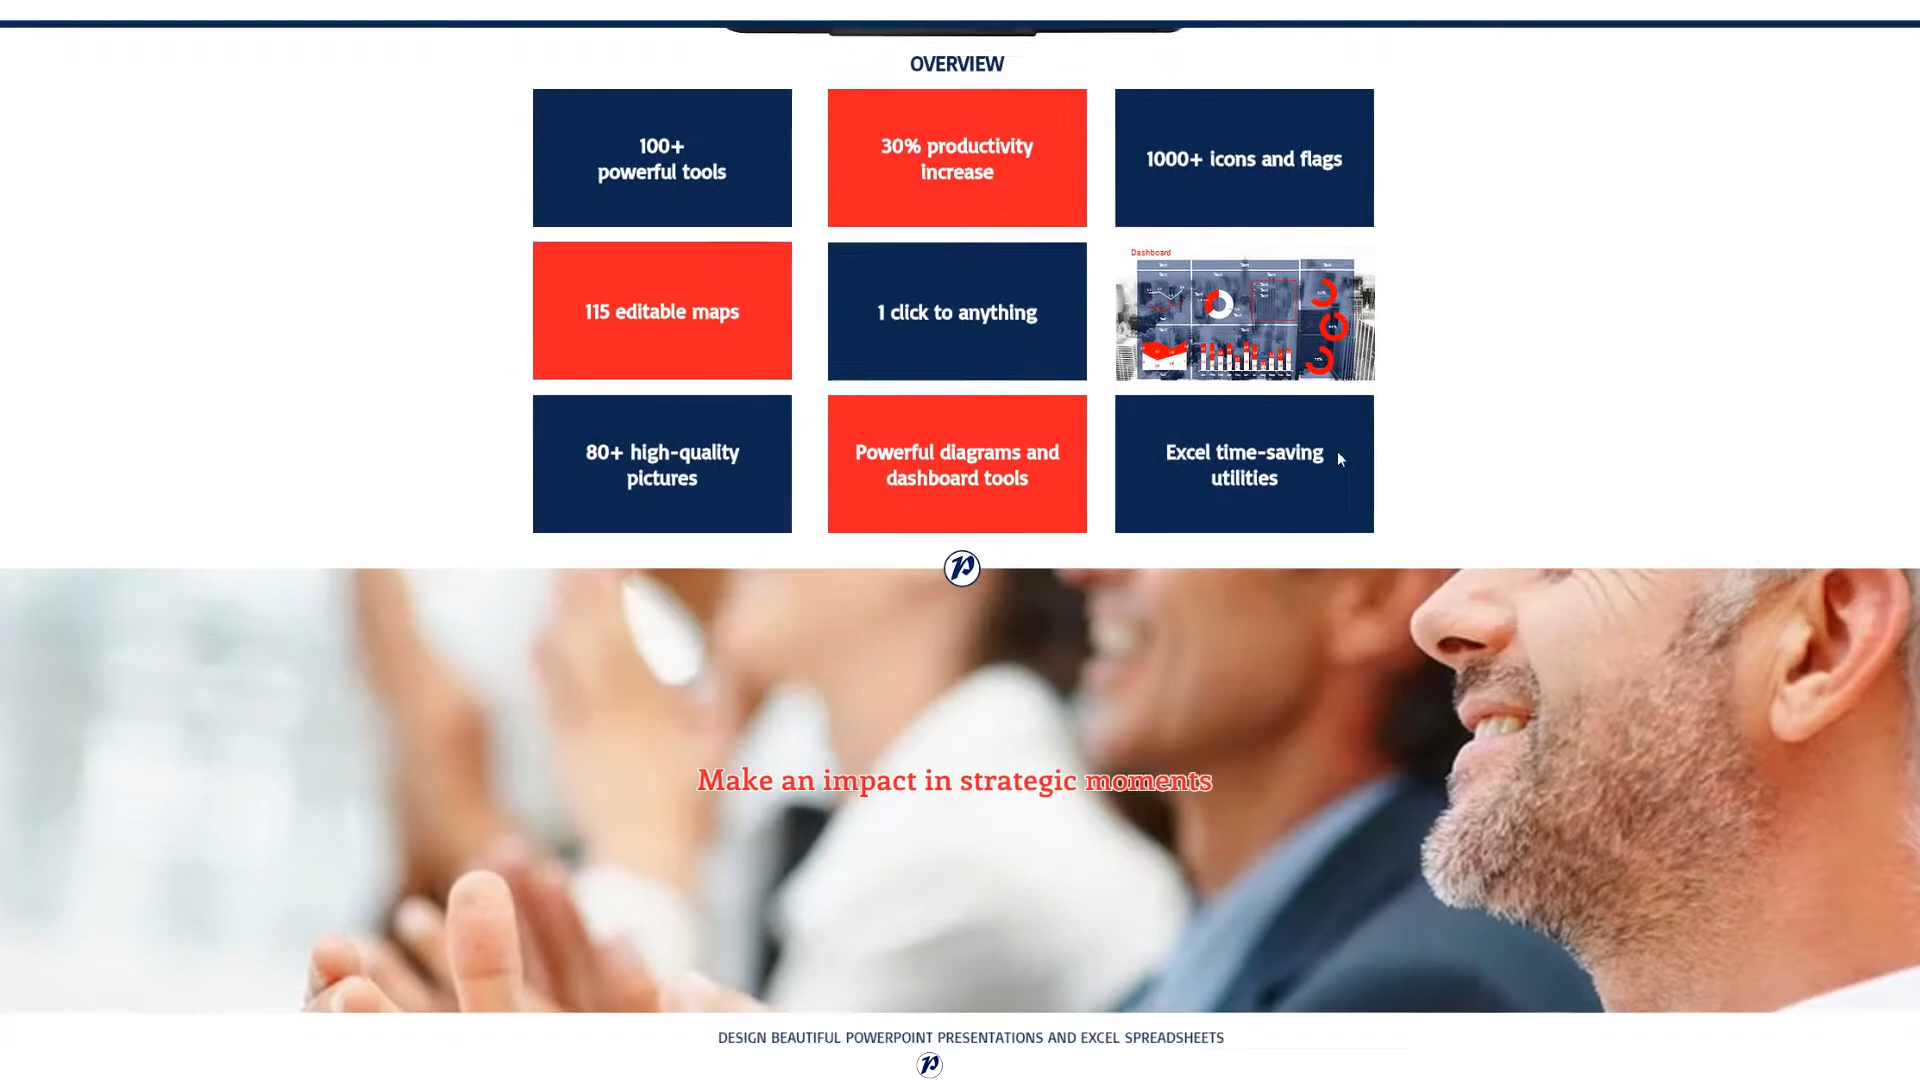 OVERVIEW
100+
powerful tools
30% productivity
increase
1000+ icons and flags
115 editable maps
1 click to anything
Dashboard
80+ high-quality
pictures
Powerful diagrams and
dashboard tools
Excel time-saving
utilities
Make an impact in strategic moments
DESIGN BEAUTIFUL POWERPOINT PRESENTATIONS AND EXCEL SPREADSHEETS